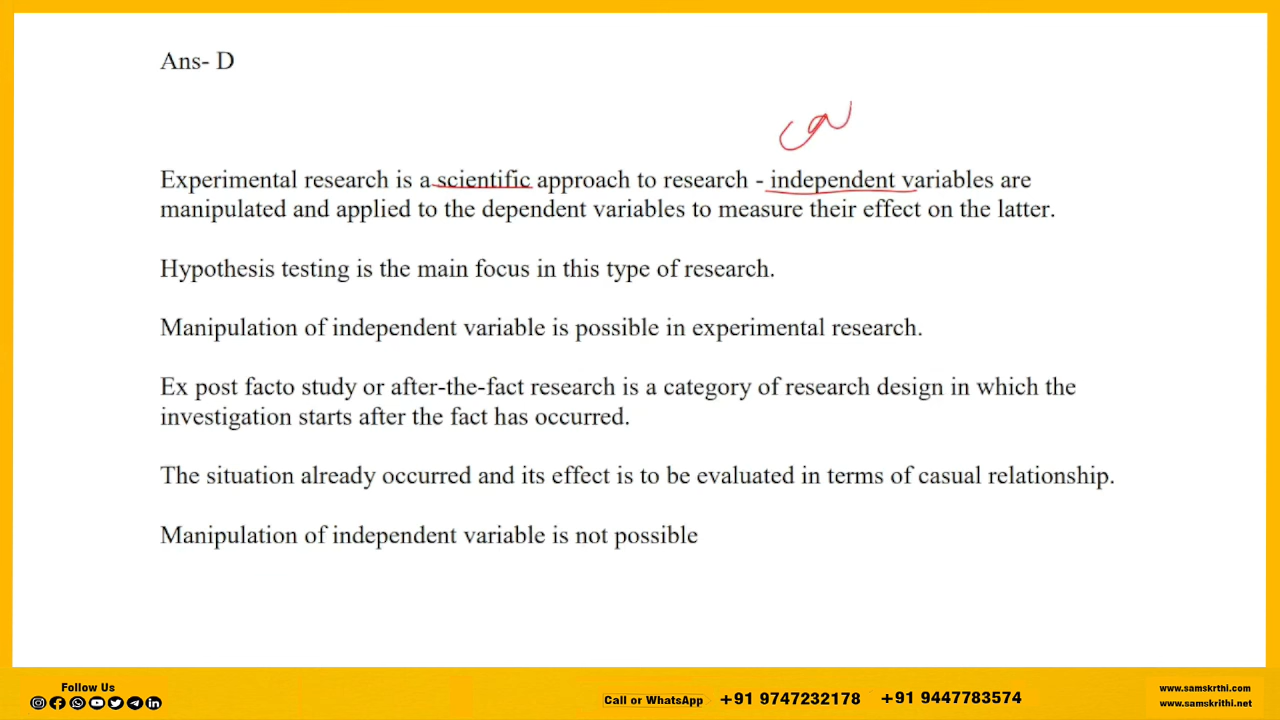 Ans- D
Experimental research is a scientific approach to research - independent variables are
manipulated and applied to the dependent variables to measure their effect on the latter.
Hypothesis testing is the main focus in this type of research.
Manipulation of independent variable is possible in experimental research.
Ex post facto study or after-the-fact research is a category of research design in which the
investigation starts after the fact has occurred.
The situation already occurred and its effect is to be evaluated in terms of casual relationship.
Manipulation of independent variable is not possible
Follow Us
Call or WhatsApp +91 9747232178 +91 9447783574
www.samskrthi.com
www.samskrithi.net